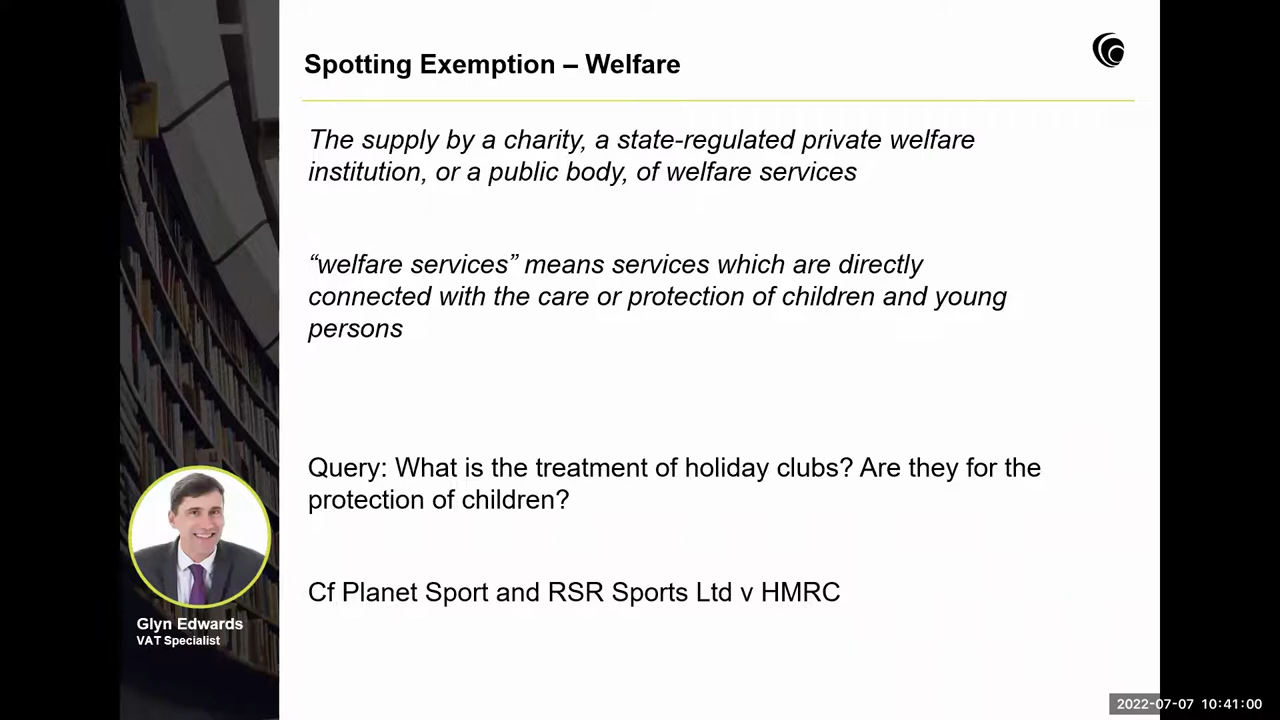 Spotting Exemption – Welfare
The supply by a charity, a state-regulated private welfare
institution, or a public body, of welfare services
“welfare services” means services which are directly
connected with the care or protection of children and young
persons
Query: What is the treatment of holiday clubs? Are they for the
protection of children?
Cf Planet Sport and RSR Sports Ltd v HMRC
Glyn Edwards
VAT Specialist
2022-07-07 10:41:00